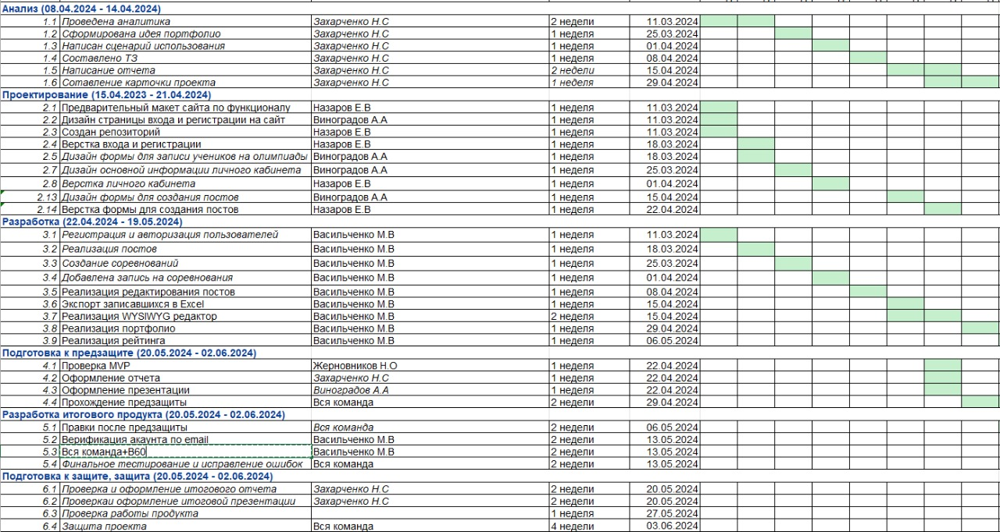 Анализ (08.04.2024 - 14.04.2024)
1.1 Проведена аналитика Захарченко Н.С 2 недели 11.03.2024
1.2 Сформирована идея портфолио Захарченко Н.С 1 неделя 25.03.2024
1.3 Написан сценарий использования Захарченко Н.С 1 неделя 01.04.2024
1.4 Составлено ТЗ Захарченко Н.С 1 неделя 08.04.2024
1.5 Написание отчета Захарченко Н.С 2 недели 15.04.2024
1.6 Сотавление карточки проекта Захарченко Н.С 1 неделя 29.04.2024
Проектирование (15.04.2023 - 21.04.2024)
2.1 Предварительный макет сайта по функционалу Назаров Е.В 1 неделя 11.03.2024
2.2 Дизайн страницы входа и регистрации на сайт Виноградов А.А 1 неделя 11.03.2024
2.3 Создан репозиторий Назаров Е.В 1 неделя 11.03.2024
2.4 Верстка входа и регистрации Назаров Е.В 1 неделя 18.03.2024
2.5 Дизайн формы для записи учеников на олимпиады Виноградов А.А 1 неделя 18.03.2024
2.7 Дизайн основной информации личного кабинета Виноградов А.А 1 неделя 25.03.2024
2.8 Верстка личного кабинета Назаров Е.В 1 неделя 01.04.2024
2.13 Дизайн формы для создания постов Виноградов А.А 1 неделя 15.04.2024
2.14 Верстка формы для создания постов Назаров Е.В 1 неделя 22.04.2024
Разработка (22.04.2024 - 19.05.2024)
3.1 Регистрация и авторизация пользователей Васильченко М.В 1 неделя 11.03.2024
3.2 Реализация постов Васильченко М.В 1 неделя 18.03.2024
3.3 Создание соревнований Васильченко М.В 1 неделя 25.03.2024
3.4 Добавлена запись на соревнования Васильченко М.В 1 неделя 01.04.2024
3.5 Реализация редактирования постов Васильченко М.В 1 неделя 08.04.2024
3.6 Экспорт записавшихся в Excel Васильченко М.В 1 неделя 15.04.2024
3.7 Реализация WYSIWYG редактор Васильченко М.В 2 недели 15.04.2024
3.8 Реализация портфолио Васильченко М.В 1 неделя 29.04.2024
3.9 Реализация рейтинга Васильченко М.В 1 неделя 06.05.2024
Подготовка к предзащите (20.05.2024 - 02.06.2024)
4.1 Проверка MVP Жерновников Н.О 1 неделя 22.04.2024
4.2 Оформление отчета Захарченко Н.С 1 неделя 22.04.2024
4.3 Оформление презентации Виноградов А.А 1 неделя 22.04.2024
4.4 Прохождение предзащиты Вся команда 2 недели 29.04.2024
Разработка итогового продукта (20.05.2024 - 02.06.2024)
5.1 Правки после предзащиты Вся команда 2 недели 06.05.2024
5.2 Верификация акаунта по email Васильченко М.В 2 недели 13.05.2024
5.3 Вся команда+B60 Васильченко М.В 2 недели 13.05.2024
5.4 Финальное тестирование и исправление ошибок Вся команда 2 недели 13.05.2024
Подготовка к защите, защита (20.05.2024 - 02.06.2024)
6.1 Проверка и оформление итогового отчета Захарченко Н.С 2 недели 20.05.2024
6.2 Проверкаи оформление итоговой презентации Захарченко Н.С 2 недели 20.05.2024
6.3 Проверка работы продукта 1 неделя 27.05.2024
6.4 Защита проекта Вся команда 4 недели 03.06.2024